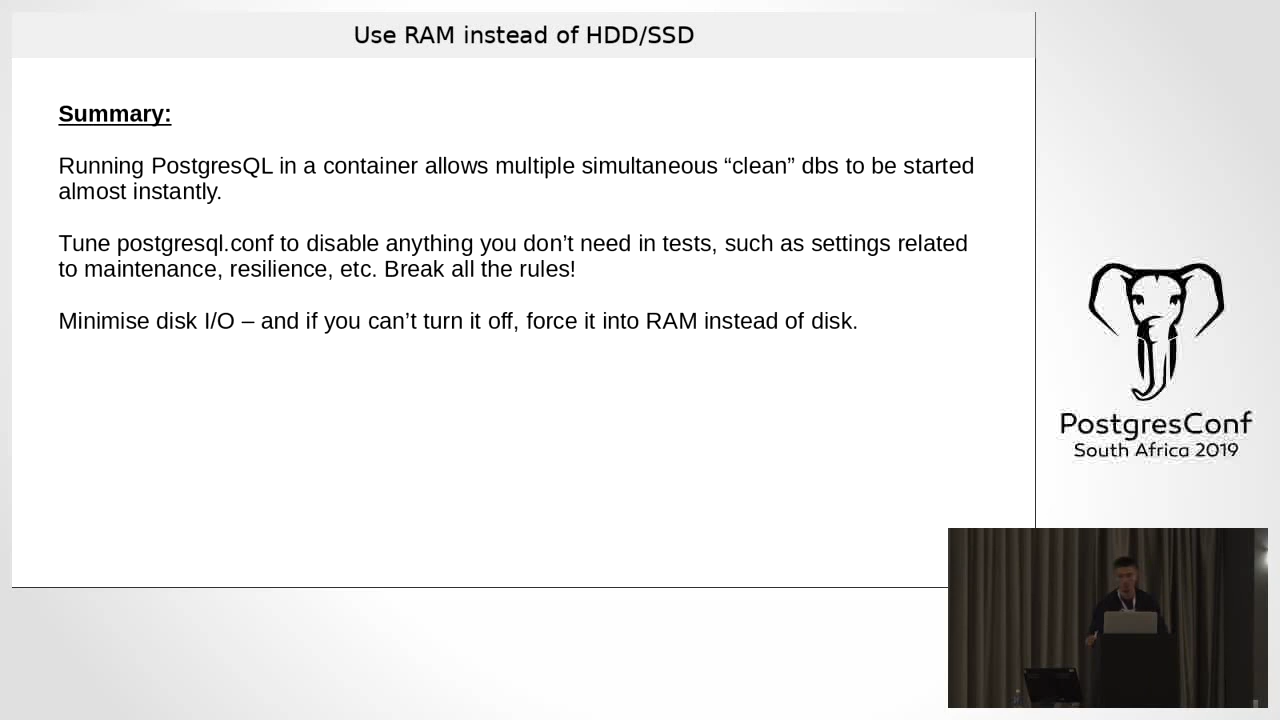 Use RAM instead of HDD/SSD
Summary:
Running PostgreSQL in a container allows multiple simultaneous “clean” dbs to be started
almost instantly.
Tune postgresql.conf to disable anything you don’t need in tests, such as settings related
to maintenance, resilience, etc. Break all the rules!
Minimise disk I/O – and if you can’t turn it off, force it into RAM instead of disk.
PostgresConf
South Africa 2019